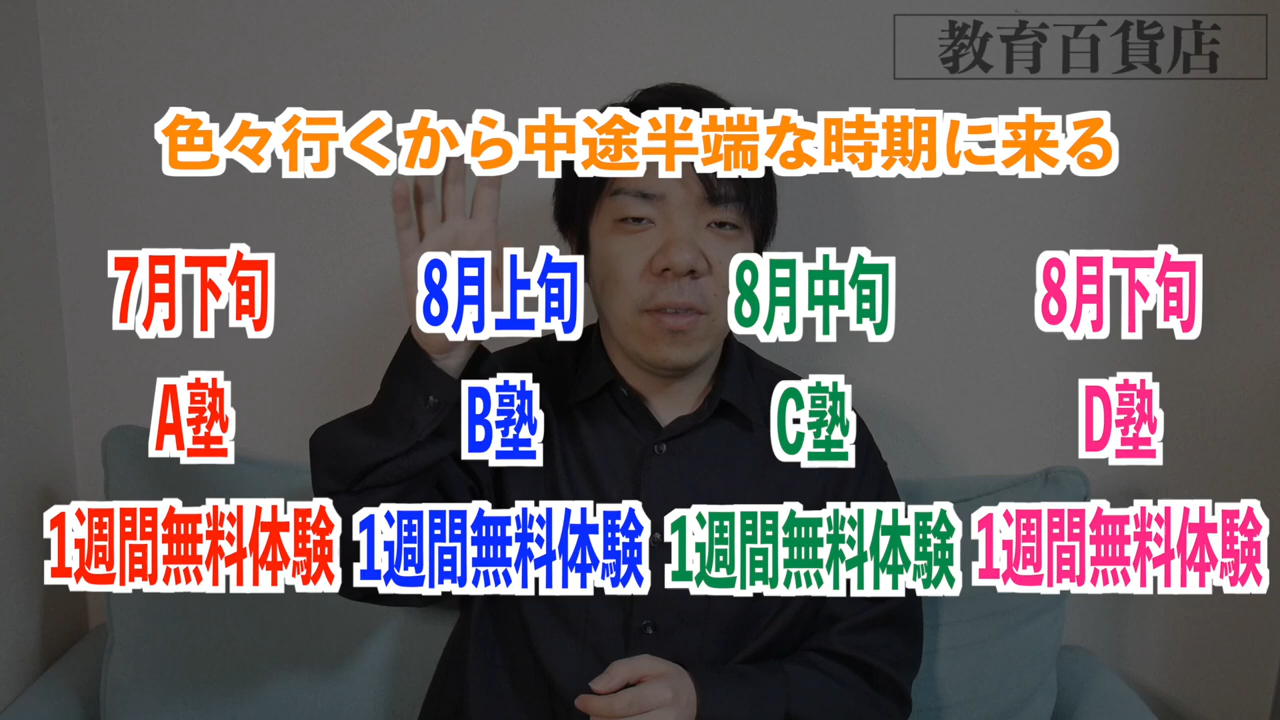 教育百貨店
色々行くから中途半端な時期に来る
7月下旬 8月上旬 8月中旬 8月下旬
A塾 B塾 C塾 D塾
1週間無料体験 1週間無料体験 1週間無料体験 1週間無料体験